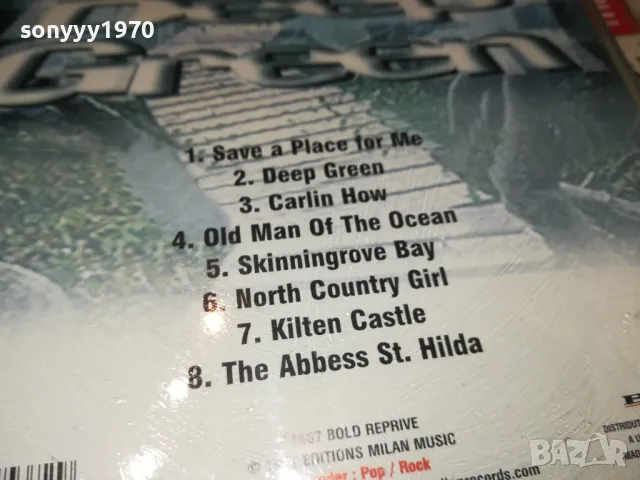 sonyyy1970
Deep
Green
1. Save a Place for Me
2. Deep Green
3. Carlin How
4. Old Man Of The Ocean
5. Skinningrove Bay
6. North Country Girl
7. Kilten Castle
8. The Abbess St. Hilda
BOLD REPRIVE
EDITIONS MILAN MUSIC
: Pop / Rock
BAZAR